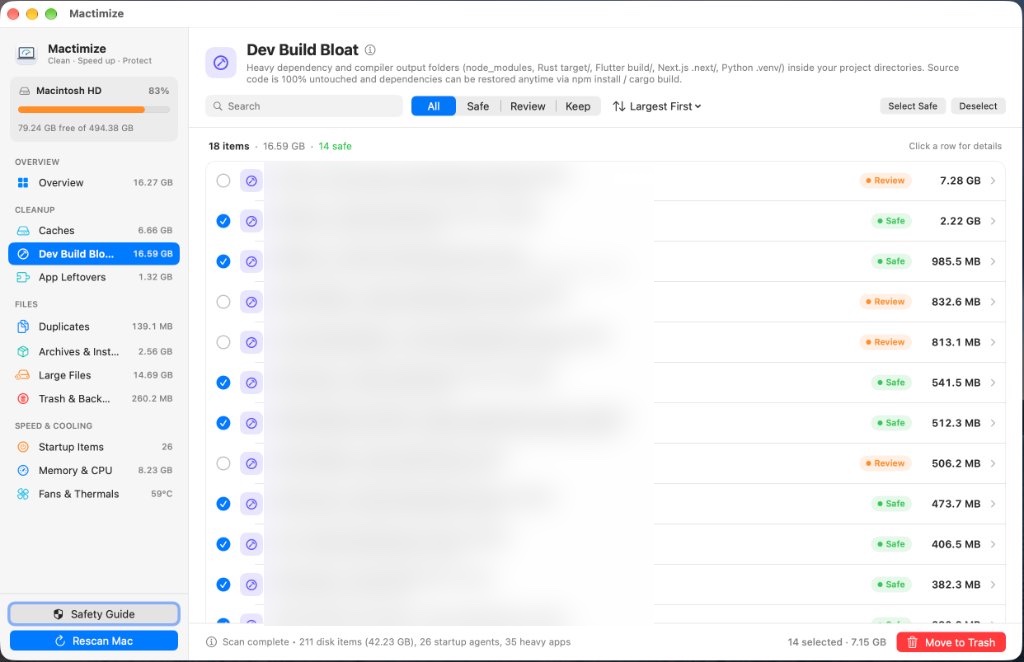 Mactimize
Mactimize
Clean · Speed up · Protect
Macintosh HD 83%
79.24 GB free of 494.38 GB
OVERVIEW
Overview 16.27 GB
CLEANUP
Caches 6.66 GB
Dev Build Blo... 16.59 GB
App Leftovers 1.32 GB
FILES
Duplicates 139.1 MB
Archives & Inst... 2.56 GB
Large Files 14.69 GB
Trash & Back... 260.2 MB
SPEED & COOLING
Startup Items 26
Memory & CPU 8.23 GB
Fans & Thermals 59°C
Safety Guide
Rescan Mac
Dev Build Bloat
Heavy dependency and compiler output folders (node_modules, Rust target/, Flutter build/, Next.js .next/, Python .venv/) inside your project directories. Source
code is 100% untouched and dependencies can be restored anytime via npm install / cargo build.
Search All Safe Review Keep Largest First Select Safe Deselect
18 items · 16.59 GB · 14 safe Click a row for details
Review 7.28 GB
Safe 2.22 GB
Safe 985.5 MB
Review 832.6 MB
Review 813.1 MB
Safe 541.5 MB
Safe 512.3 MB
Review 506.2 MB
Safe 473.7 MB
Safe 406.5 MB
Safe 382.3 MB
Scan complete • 211 disk items (42.23 GB), 26 startup agents, 35 heavy apps 14 selected · 7.15 GB Move to Trash